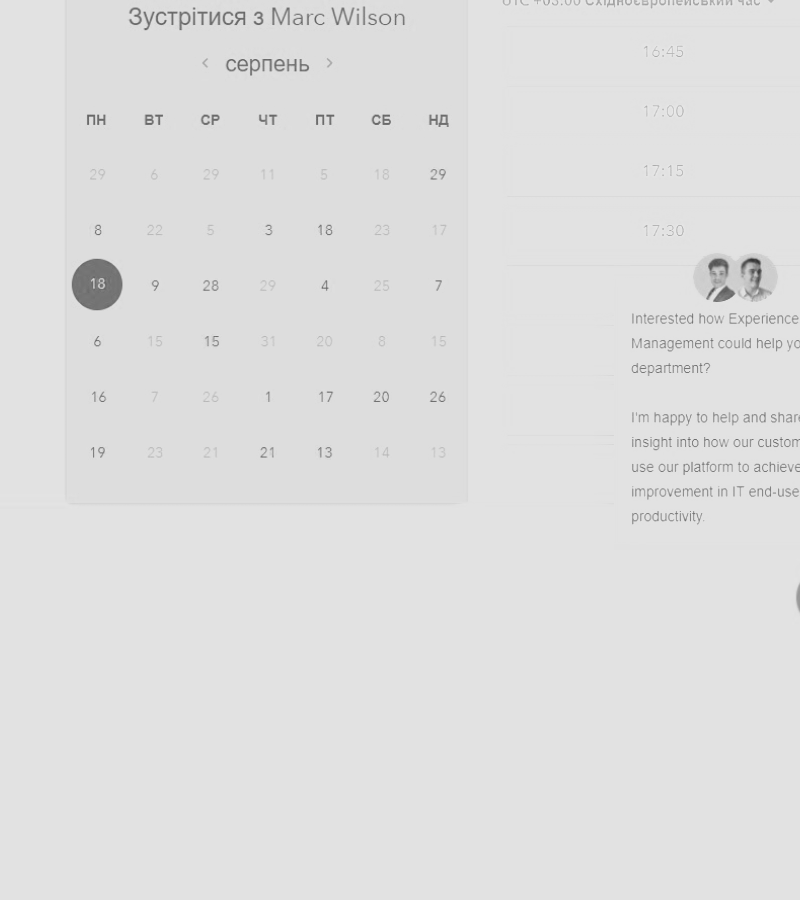 Зустрітися з Marc Wilson
серпень
ПН ВТ СР ЧТ ПТ СБ НД
29 6 29 11 5 18 29
8 22 5 3 18 23 17
18 9 28 29 4 25 7
6 15 15 31 20 8 15
16 7 26 1 17 20 26
19 23 21 21 13 14 13
UTC +03:00 Східноєвропейський час
16:45
17:00
17:15
17:30
Interested how Experience
Management could help yo
department?
I'm happy to help and share
insight into how our custom
use our platform to achieve
improvement in IT end-use
productivity.